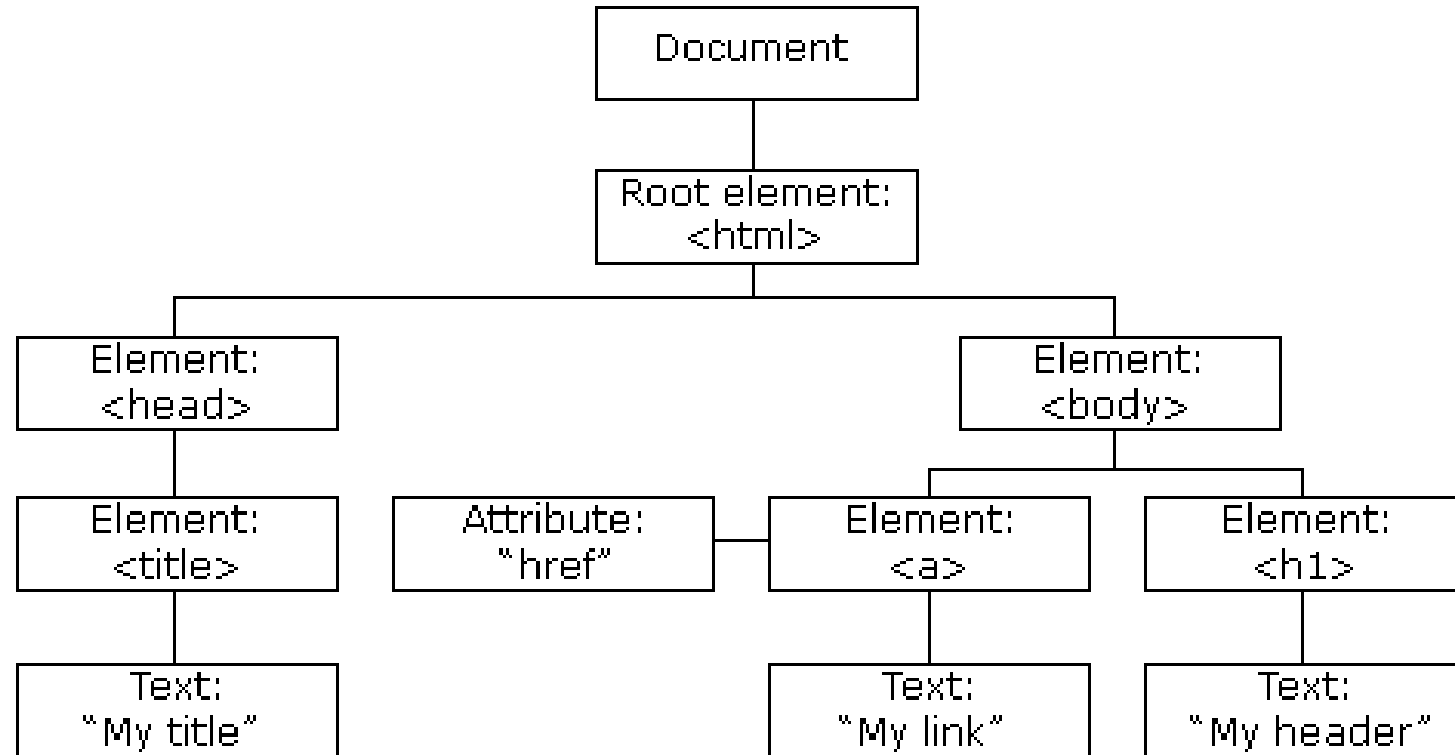 Document
Root element:
<html>
Element:
<head>
Element:
<body>
Element:
<title>
Attribute:
“href”
Element:
<a>
Element:
<h1>
Text:
“My title”
Text:
“My link”
Text:
“My header”